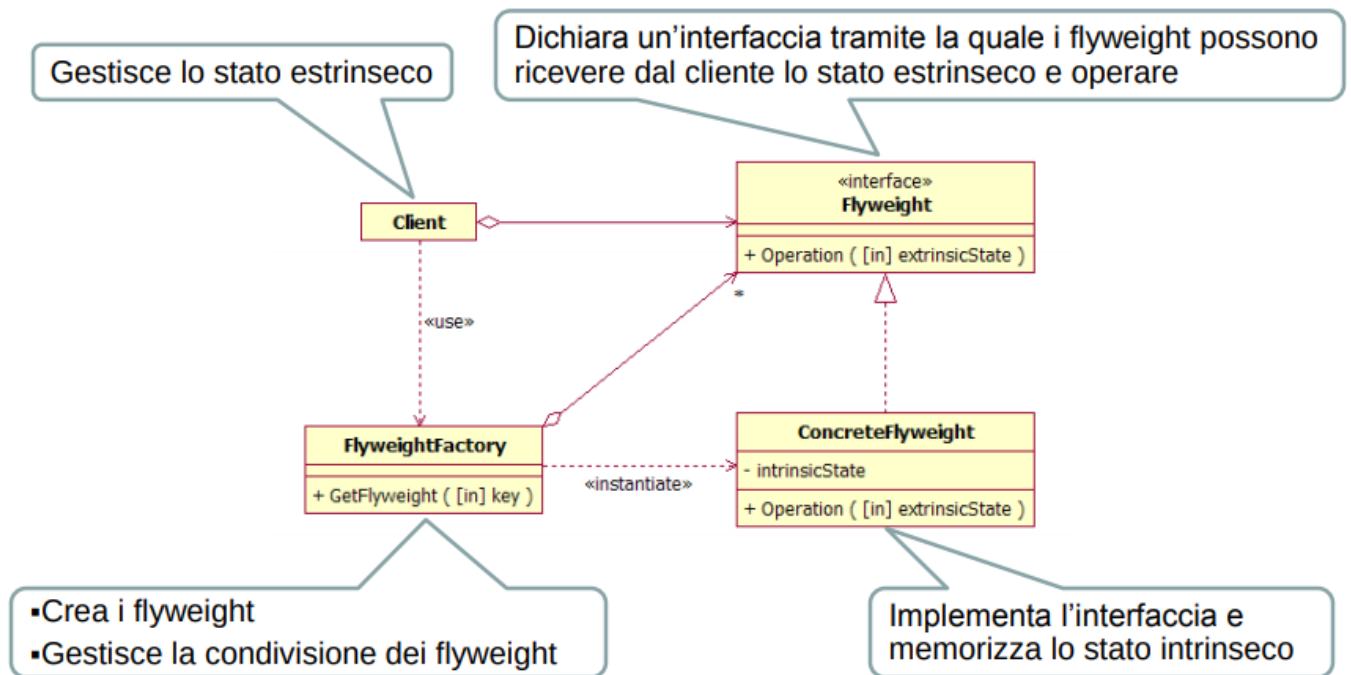 Gestisce lo stato estrinseco
Dichiara un’interfaccia tramite la quale i flyweight possono
ricevere dal cliente lo stato estrinseco e operare
Client
«interface»
Flyweight
+ Operation ( [in] extrinsicState )
*
«use»
FlyweightFactory
+ GetFlyweight ( [in] key )
«instantiate»
ConcreteFlyweight
- intrinsicState
+ Operation ( [in] extrinsicState )
▪Crea i flyweight
▪Gestisce la condivisione dei flyweight
Implementa l’interfaccia e
memorizza lo stato intrinseco